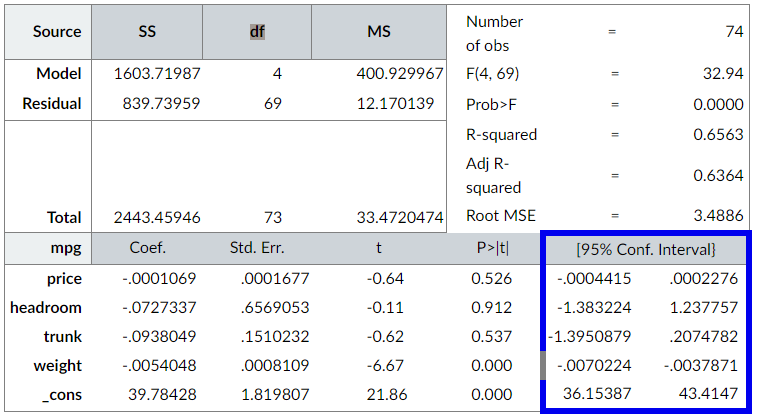 Source SS df MS
Model 1603.71987 4 400.929967
Residual 839.73959 69 12.170139
Total 2443.45946 73 33.4720474
Number of obs = 74
F(4, 69) = 32.94
Prob>F = 0.0000
R-squared = 0.6563
Adj R-squared = 0.6364
Root MSE = 3.4886
mpg Coef. Std. Err. t P>|t| [95% Conf. Interval}
price -.0001069 .0001677 -0.64 0.526 -.0004415 .0002276
headroom -.0727337 .6569053 -0.11 0.912 -1.383224 1.237757
trunk -.0938049 .1510232 -0.62 0.537 -1.3950879 .2074782
weight -.0054048 .0008109 -6.67 0.000 -.0070224 -.0037871
_cons 39.78428 1.819807 21.86 0.000 36.15387 43.4147